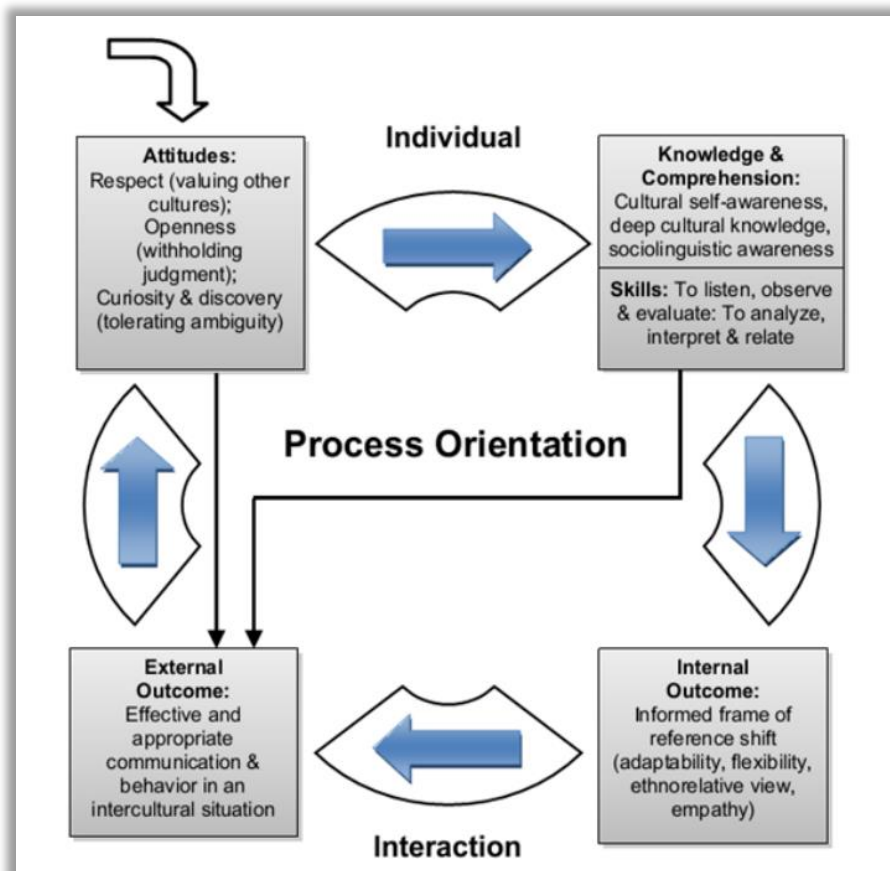 Individual
Attitudes:
Respect (valuing other
cultures);
Openness
(withholding
judgment);
Curiosity & discovery
(tolerating ambiguity)
Knowledge &
Comprehension:
Cultural self-awareness,
deep cultural knowledge,
sociolinguistic awareness
Skills: To listen, observe
& evaluate: To analyze,
interpret & relate
Process Orientation
External
Outcome:
Effective and
appropriate
communication &
behavior in an
intercultural situation
Internal
Outcome:
Informed frame of
reference shift
(adaptability, flexibility,
ethnorelative view,
empathy)
Interaction